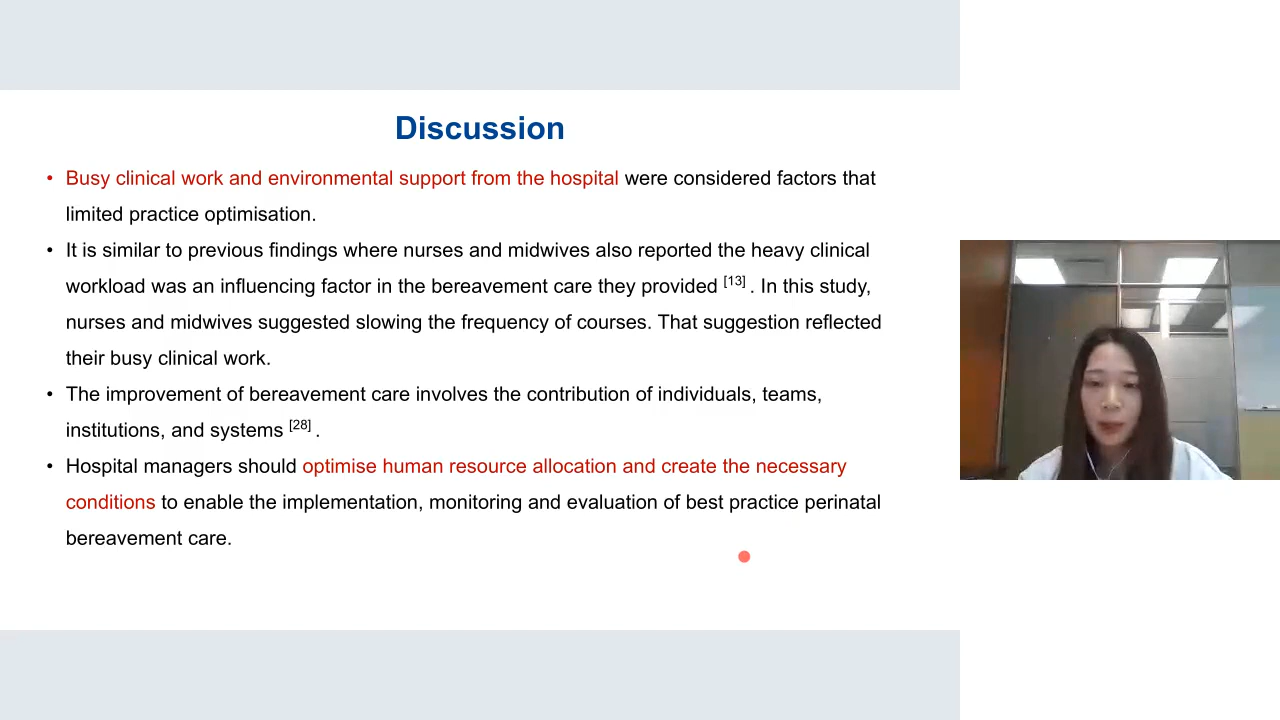 Discussion
• Busy clinical work and environmental support from the hospital were considered factors that
limited practice optimisation.
• It is similar to previous findings where nurses and midwives also reported the heavy clinical
workload was an influencing factor in the bereavement care they provided [13] . In this study,
nurses and midwives suggested slowing the frequency of courses. That suggestion reflected
their busy clinical work.
• The improvement of bereavement care involves the contribution of individuals, teams,
institutions, and systems [28] .
• Hospital managers should optimise human resource allocation and create the necessary
conditions to enable the implementation, monitoring and evaluation of best practice perinatal
bereavement care.